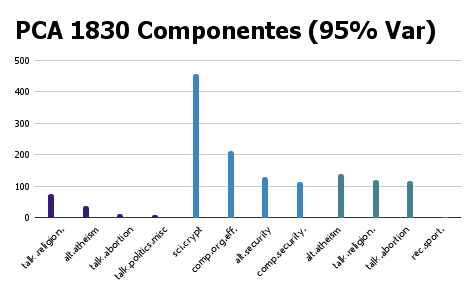 PCA 1830 Componentes (95% Var)
500
400
300
200
100
0
talk.religion.
alt.atheism
talk.abortion
talk.politics.misc
sci.crypt
comp.org.eff.
all.security
comp.security.
alt.atheism
talk.religion.
talk.abortion
rec.sport.